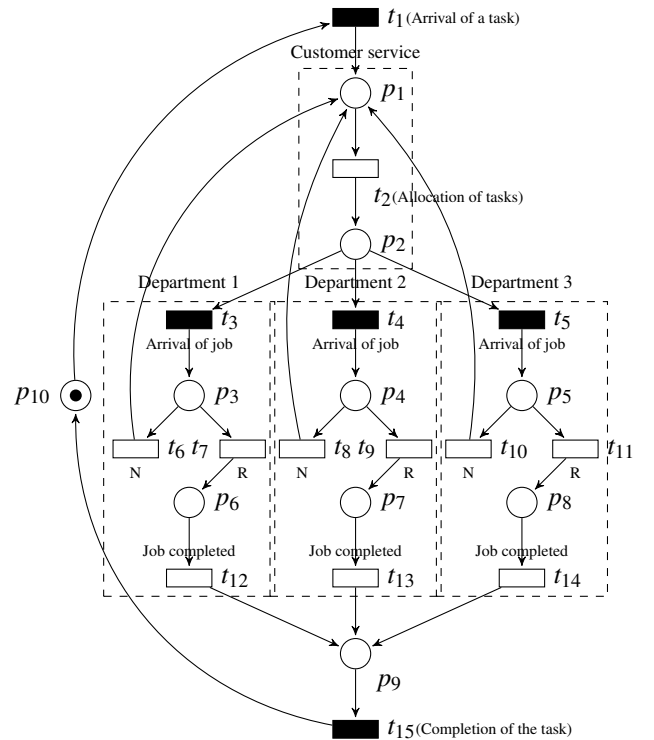 t1(Arrival of a task)
Customer service
p1
t2(Allocation of tasks)
p2
Department 1 Department 2 Department 3
t3 t4 t5
Arrival of job Arrival of job Arrival of job
p10 p3 p4 p5
t6 t7 t8 t9 t10 t11
N R N R N R
p6 p7 p8
Job completed Job completed Job completed
t12 t13 t14
p9
t15(Completion of the task)